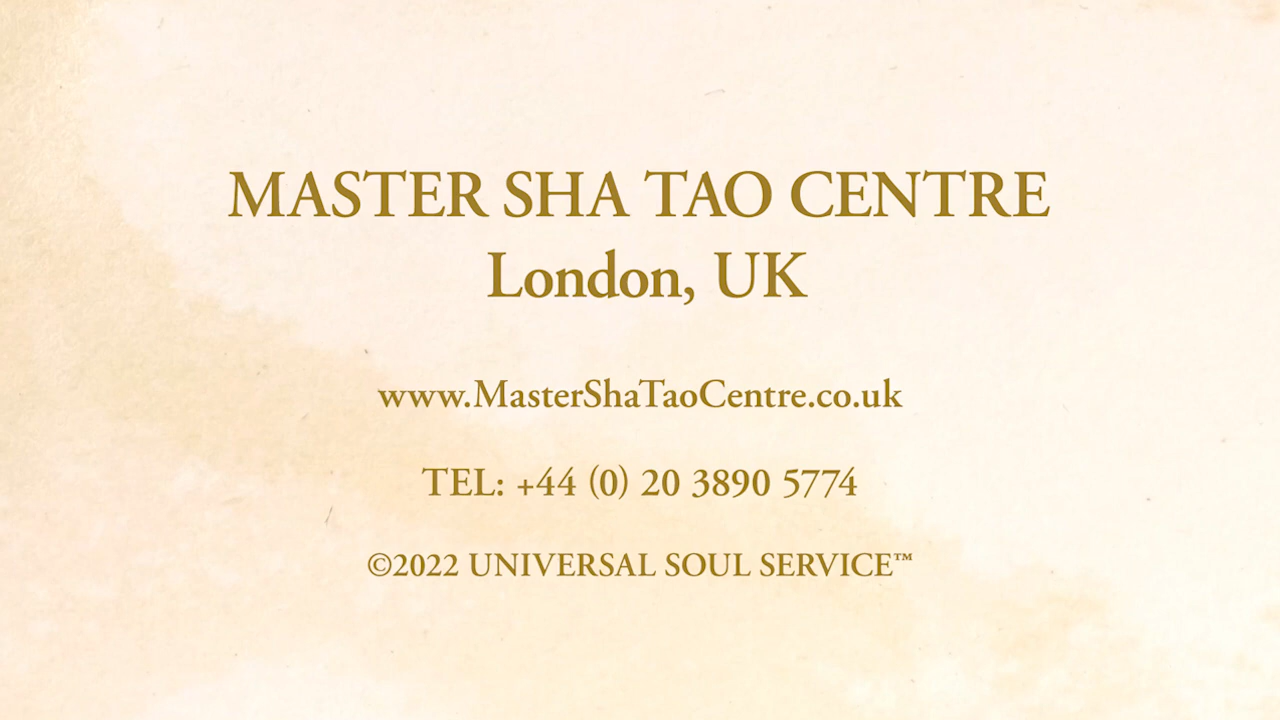 MASTER SHA TAO CENTRE
London, UK
www.MasterShaTaoCentre.co.uk
TEL: +44 (0) 20 3890 5774
©2022 UNIVERSAL SOUL SERVICE™